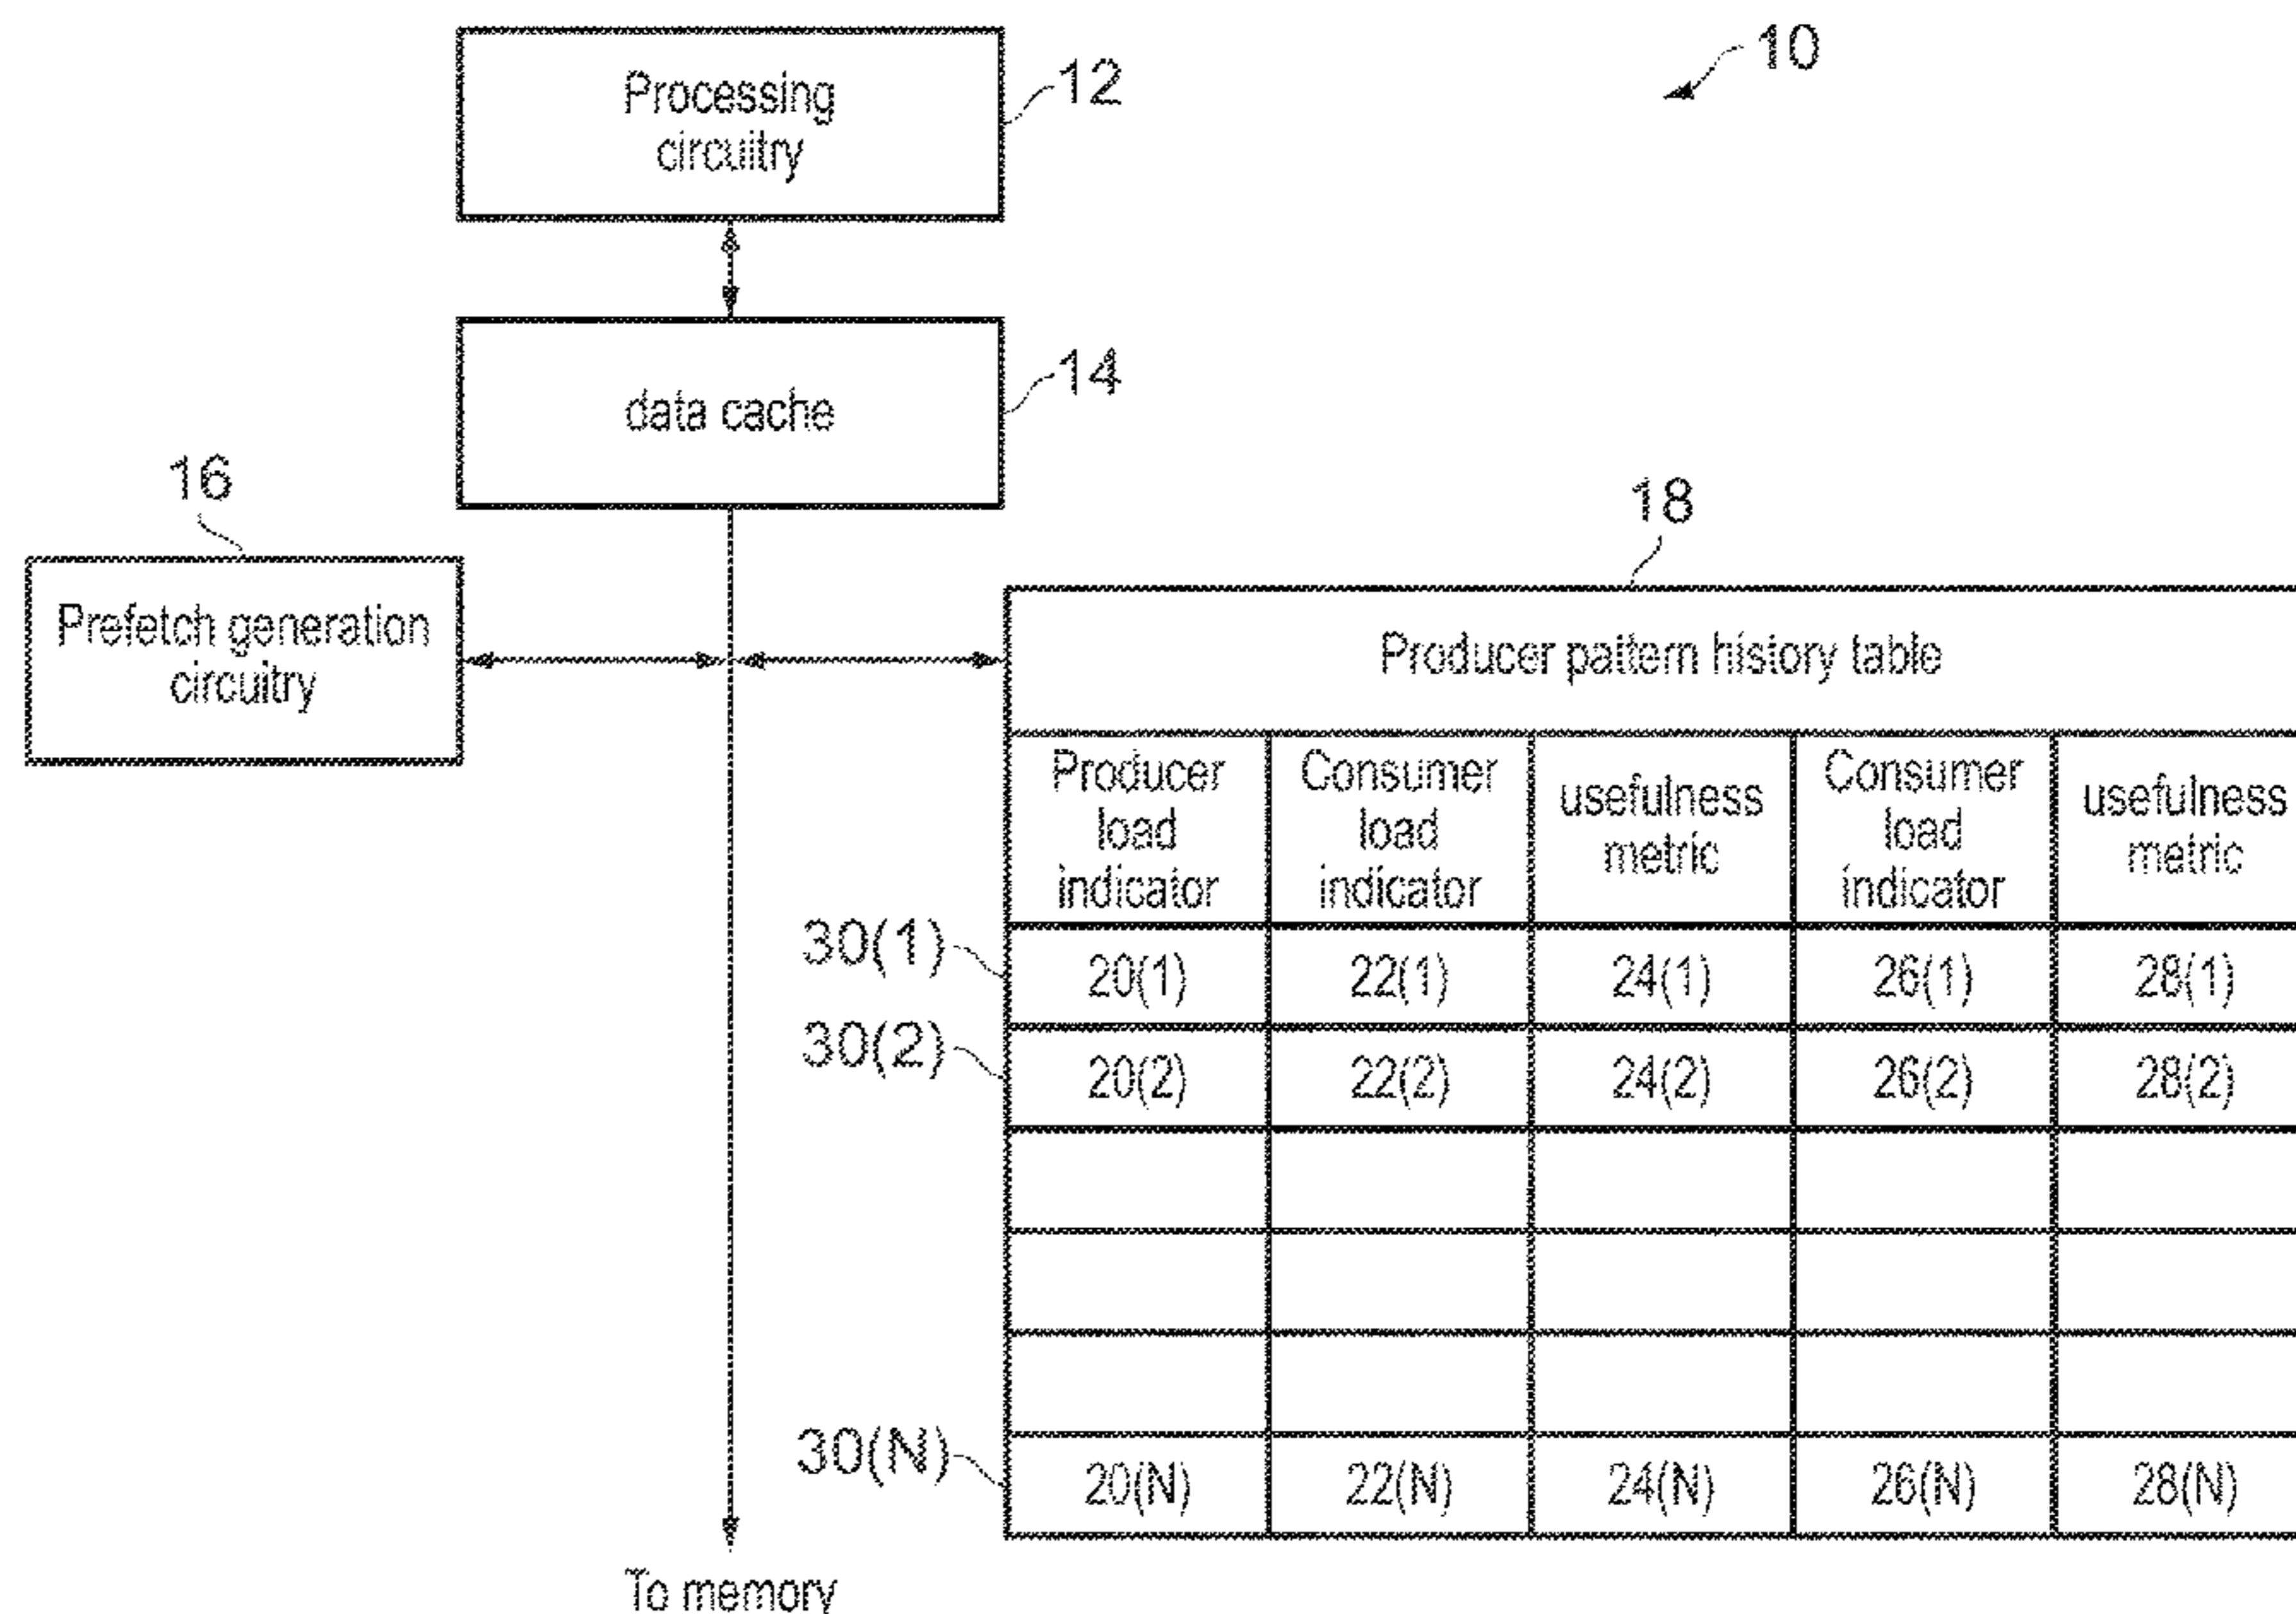 10
Processing
circuitry
12
data cache
14
16
Prefetch generation
circuitry
18
Producer pattern history table
Producer
load
indicator
Consumer
load
indicator
usefulness
metric
Consumer
load
indicator
usefulness
metric
30(1)
20(1) 22(1) 24(1) 26(1) 28(1)
30(2)
20(2) 22(2) 24(2) 26(2) 28(2)
30(N)
20(N) 22(N) 24(N) 26(N) 28(N)
To memory